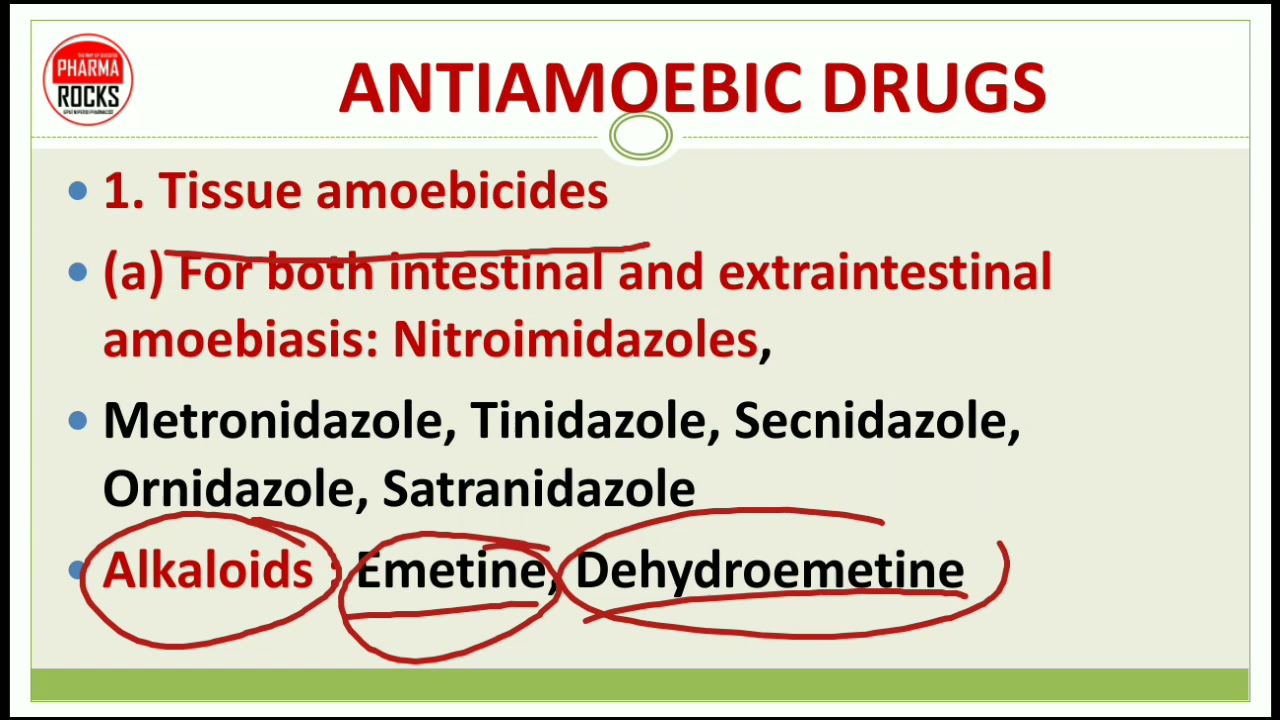 PHARMA
ROCKS
ANTIAMOEBIC DRUGS
• 1. Tissue amoebicides
• (a) For both intestinal and extraintestinal
amoebiasis: Nitroimidazoles,
• Metronidazole, Tinidazole, Secnidazole,
Ornidazole, Satranidazole
• Alkaloids : Emetine, Dehydroemetine